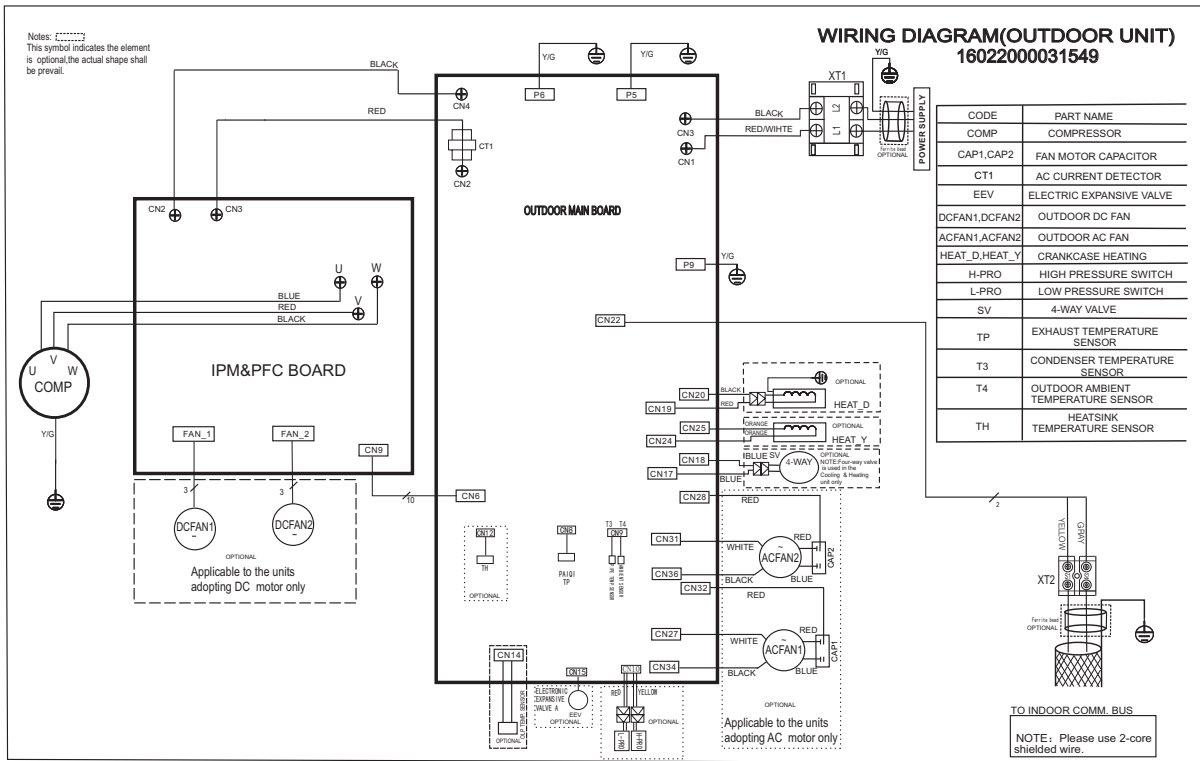 Notes:
This symbol indicates the element
is optional,the actual shape shall
be prevail.
WIRING DIAGRAM(OUTDOOR UNIT)
16022000031549
BLACK
RED
Y/G
Y/G
Y/G
P6
P5
CN4
CT1
CN2
CN3
CN1
BLACK
RED/WIHTE
XT1
L2
L1
Ferrite bead
OPTIONAL
POWER SUPPLY
CODE PART NAME
COMP COMPRESSOR
CAP1,CAP2 FAN MOTOR CAPACITOR
CT1 AC CURRENT DETECTOR
EEV ELECTRIC EXPANSIVE VALVE
DCFAN1,DCFAN2 OUTDOOR DC FAN
ACFAN1,ACFAN2 OUTDOOR AC FAN
HEAT_D,HEAT_Y CRANKCASE HEATING
H-PRO HIGH PRESSURE SWITCH
L-PRO LOW PRESSURE SWITCH
SV 4-WAY VALVE
TP EXHAUST TEMPERATURE
SENSOR
T3 CONDENSER TEMPERATURE
SENSOR
T4 OUTDOOR AMBIENT
TEMPERATURE SENSOR
TH HEATSINK
TEMPERATURE SENSOR
CN2
CN3
OUTDOOR MAIN BOARD
U
W
V
BLUE
RED
BLACK
V
U W
COMP
Y/G
IPM&PFC BOARD
FAN_1
FAN_2
CN9
3
3
10
CN6
DCFAN1
~
DCFAN2
~
OPTIONAL
Applicable to the units
adopting DC motor only
P9
Y/G
CN22
2
CN20
BLACK
CN19
RED
OPTIONAL
HEAT_D
CN25
ORANGE
CN24
ORANGE
OPTIONAL
HEAT_Y
CN18
BLUE SV
CN17
BLUE
4-WAY
OPTIONAL
NOTE:Four-way valve
is used in the
Cooling & Heating
unit only
CN28
RED
CN31
WHITE
CN36
BLACK
ACFAN2
~
RED
BLUE
CAP2
CN32
RED
CN27
WHITE
CN34
BLACK
ACFAN1
~
RED
BLUE
CAP1
OPTIONAL
Applicable to the units
adopting AC motor only
CN12
TH
OPTIONAL
CN8
PAIQI
TP
T3 T4
CN9
PIPE TEMP SENSOR
AMBIENT SENSOR
CN14
OLP TEMP. SENSOR
OPTIONAL
CN15
ELECTRONIC
EXPANSIVE
VALVE A
EEV
OPTIONAL
CN10
RED
YELLOW
L-PRO
H-PRO
OPTIONAL
YELLOW
GRAY
XT2
Ferrite bead
OPTIONAL
TO INDOOR COMM. BUS
NOTE: Please use 2-core
shielded wire.